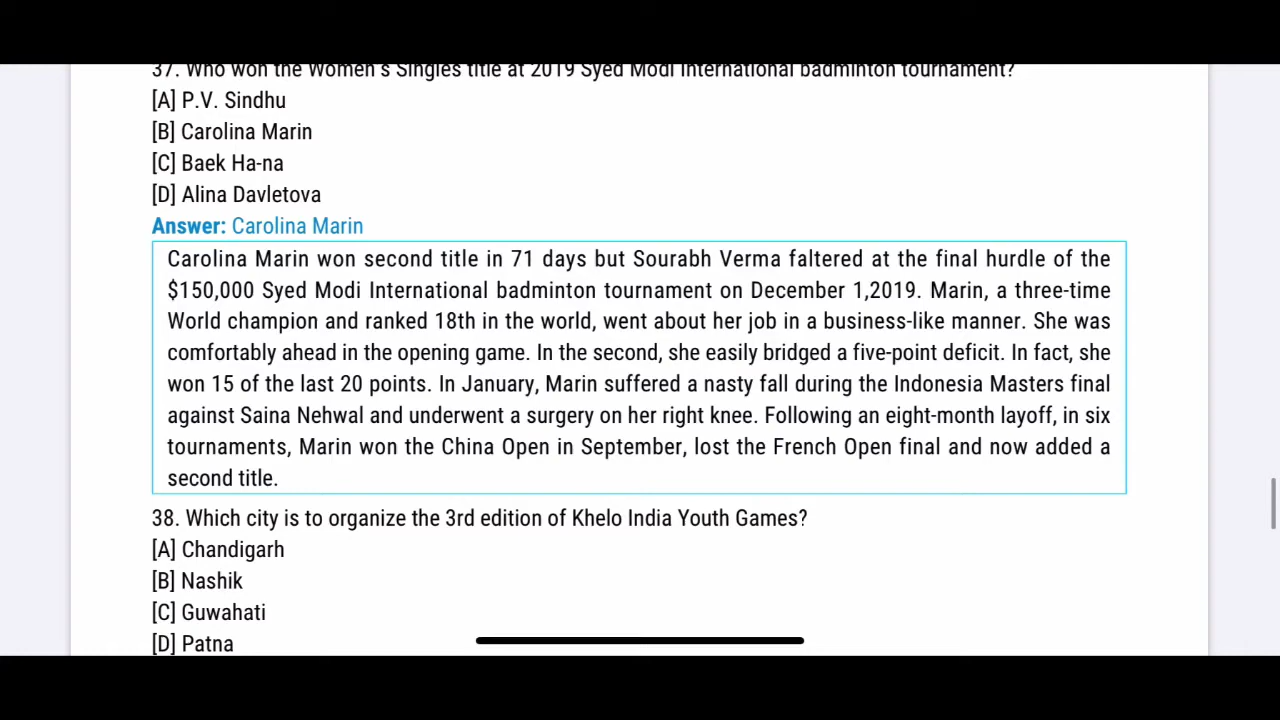 37. Who won the Women's Singles title at 2019 Syed Modi International badminton tournament?
[A] P.V. Sindhu
[B] Carolina Marin
[C] Baek Ha-na
[D] Alina Davletova
Answer: Carolina Marin
Carolina Marin won second title in 71 days but Sourabh Verma faltered at the final hurdle of the
$150,000 Syed Modi International badminton tournament on December 1,2019. Marin, a three-time
World champion and ranked 18th in the world, went about her job in a business-like manner. She was
comfortably ahead in the opening game. In the second, she easily bridged a five-point deficit. In fact, she
won 15 of the last 20 points. In January, Marin suffered a nasty fall during the Indonesia Masters final
against Saina Nehwal and underwent a surgery on her right knee. Following an eight-month layoff, in six
tournaments, Marin won the China Open in September, lost the French Open final and now added a
second title.
38. Which city is to organize the 3rd edition of Khelo India Youth Games?
[A] Chandigarh
[B] Nashik
[C] Guwahati
[D] Patna